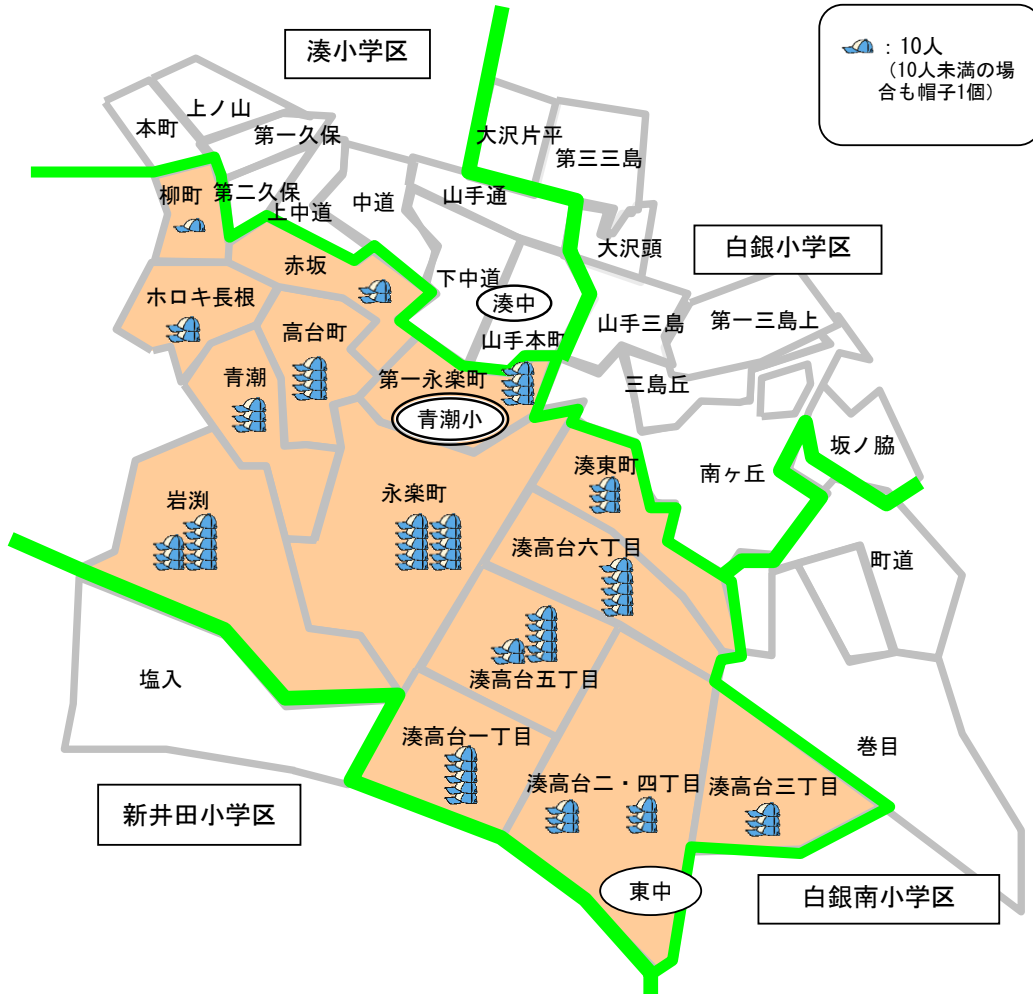 湊小学区
：10人
（10人未満の場
合も帽子1個）
上ノ山
本町
第一久保
大沢片平
第三三島
柳町
第二久保
上中道
中道
山手通
赤坂
大沢頭
白銀小学区
下中道
湊中
ホロキ長根
高台町
山手本町
山手三島
第一三島上
青潮
第一永楽町
三島丘
青潮小
坂ノ脇
南ヶ丘
湊東町
岩渕
永楽町
湊高台六丁目
町道
塩入
湊高台五丁目
湊高台一丁目
巻目
湊高台二・四丁目
湊高台三丁目
新井田小学区
東中
白銀南小学区